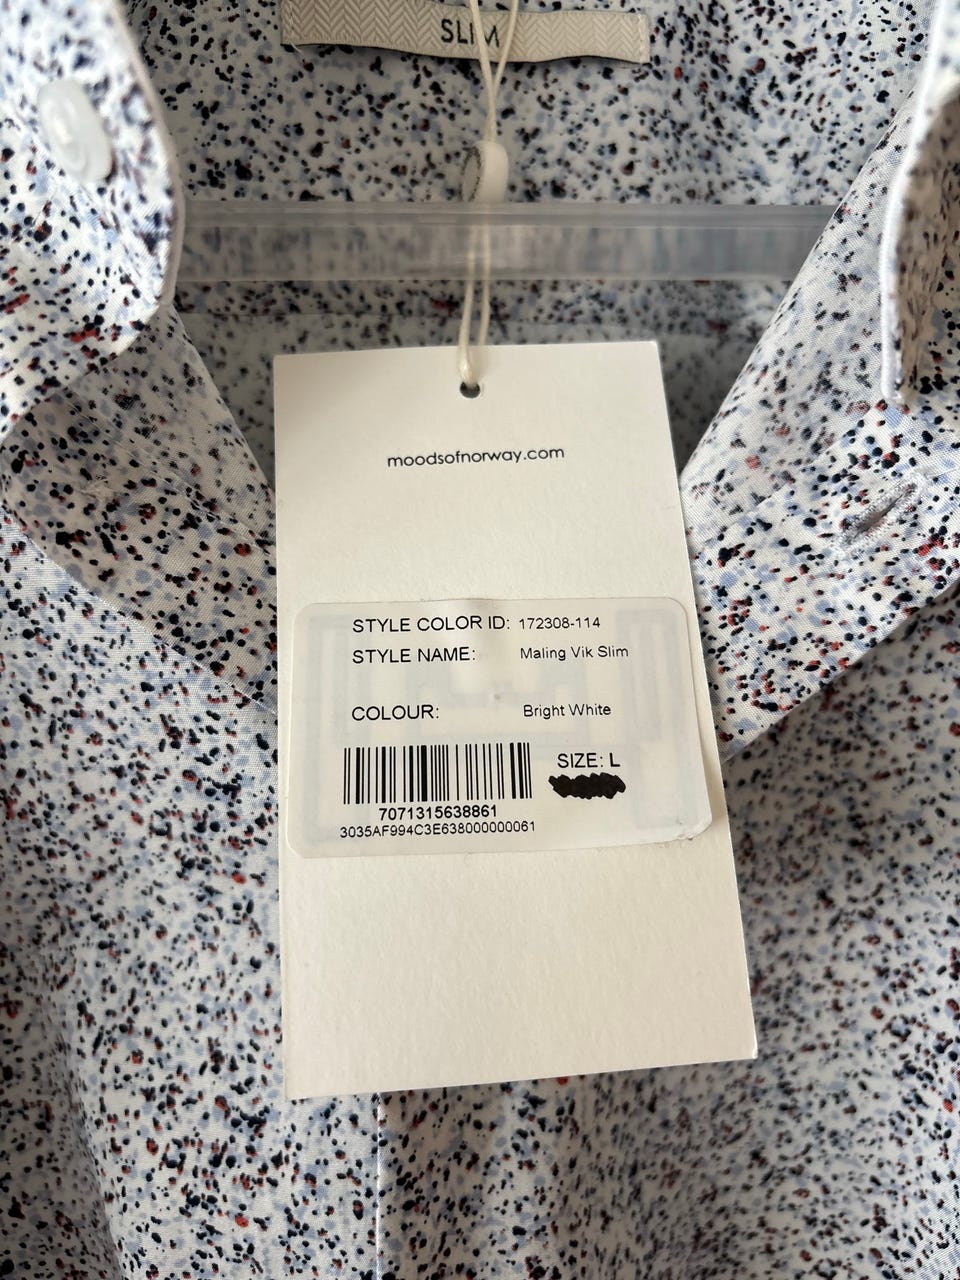 SLIM
moodsofnorway.com
STYLE COLOR ID: 172308-114
STYLE NAME: Maling Vik Slim
COLOUR: Bright White
SIZE: L
7071315638861
3035AF994C3E638000000061